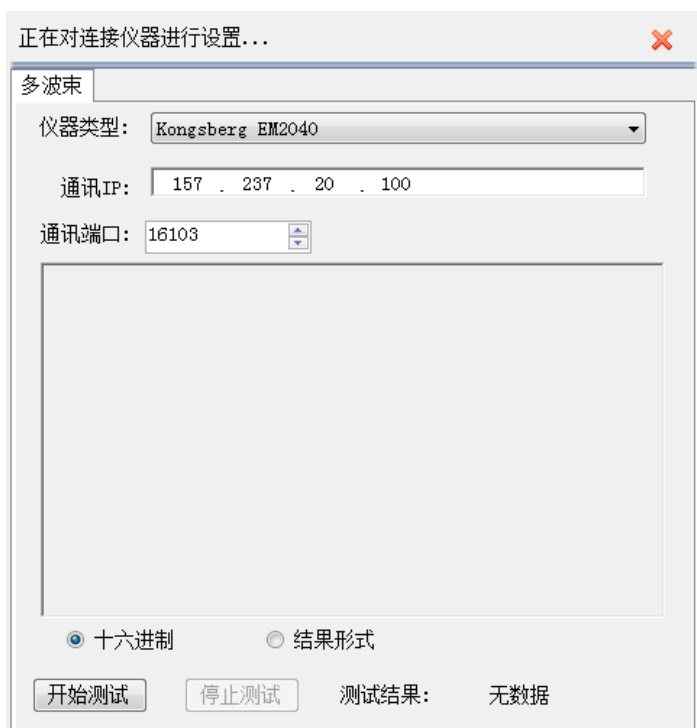 正在对连接仪器进行设置...
多波束
仪器类型: Kongsberg EM2040
通讯IP: 157 . 237 . 20 . 100
通讯端口: 16103
十六进制 结果形式
开始测试 停止测试 测试结果: 无数据